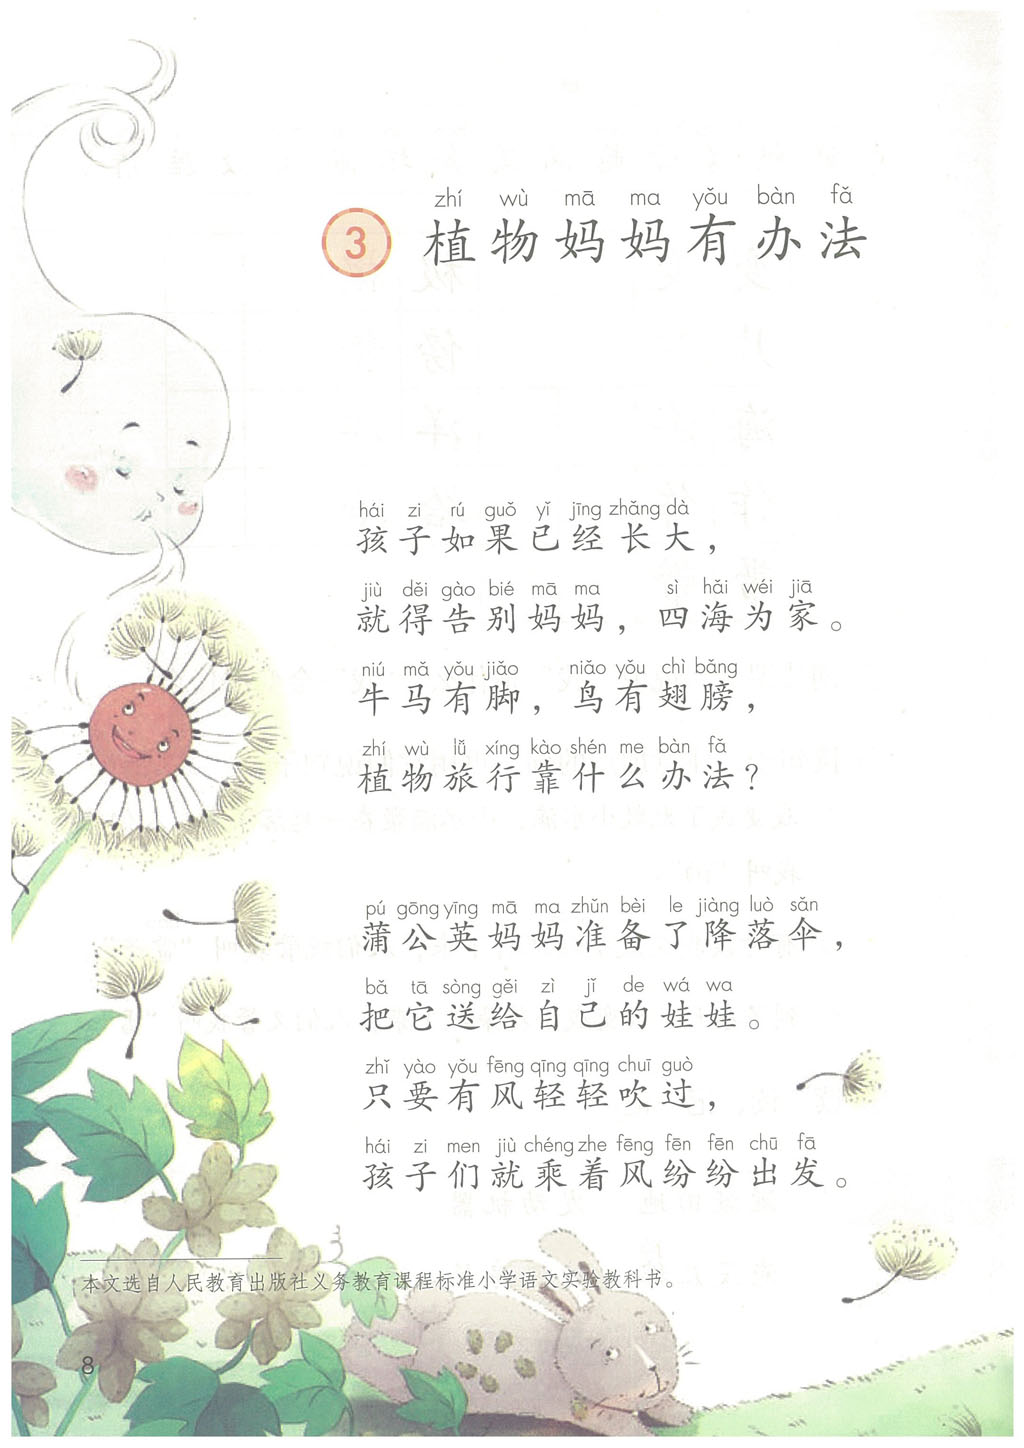 zhí wù mā ma yǒu bàn fǎ
3 植物妈妈有办法
hái zi rú guǒ yǐ jīng zhǎng dà
孩子如果已经长大，
jiù děi gào bié mā ma sì hǎi wéi jiā
就得告别妈妈，四海为家。
niú mǎ yǒu jiǎo niǎo yǒu chì bǎng
牛马有脚，鸟有翅膀，
zhí wù lǚ xíng kào shén me bàn fǎ
植物旅行靠什么办法？
pú gōng yīng mā ma zhǔn bèi le jiàng luò sǎn
蒲公英妈妈准备了降落伞，
bǎ tā sòng gěi zì jǐ de wá wa
把它送给自己的娃娃。
zhǐ yào yǒu fēng qīng qīng chuī guò
只要有风轻轻吹过，
hái zi men jiù chéng zhe fēng fēn fēn chū fā
孩子们就乘着风纷纷出发。
本文选自人民教育出版社义务教育课程标准小学语文实验教科书。
8